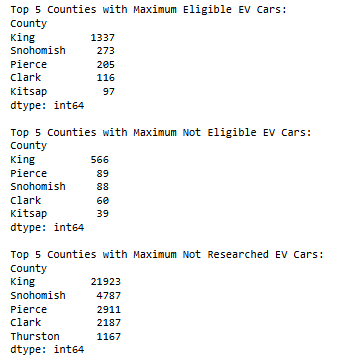 Top 5 Counties with Maximum Eligible EV Cars:
County
King 1337
Snohomish 273
Pierce 205
Clark 116
Kitsap 97
dtype: int64
Top 5 Counties with Maximum Not Eligible EV Cars:
County
King 566
Pierce 89
Snohomish 88
Clark 60
Kitsap 39
dtype: int64
Top 5 Counties with Maximum Not Researched EV Cars:
County
King 21923
Snohomish 4787
Pierce 2911
Clark 2187
Thurston 1167
dtype: int64